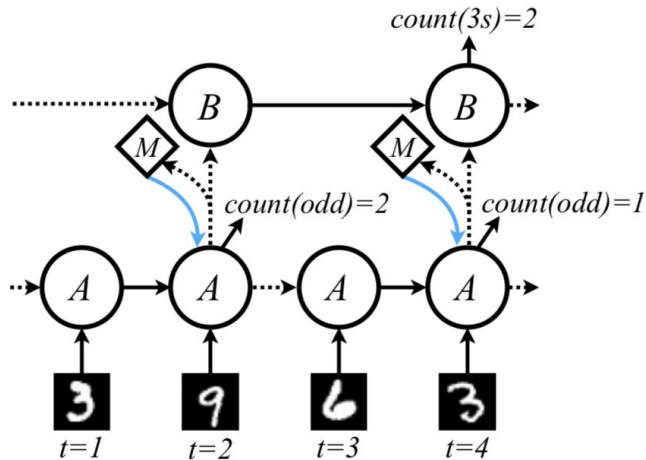 count(3s)=2
B B
M M
count(odd)=2 count(odd)=1
A A A A
3 9 6 3
t=1 t=2 t=3 t=4